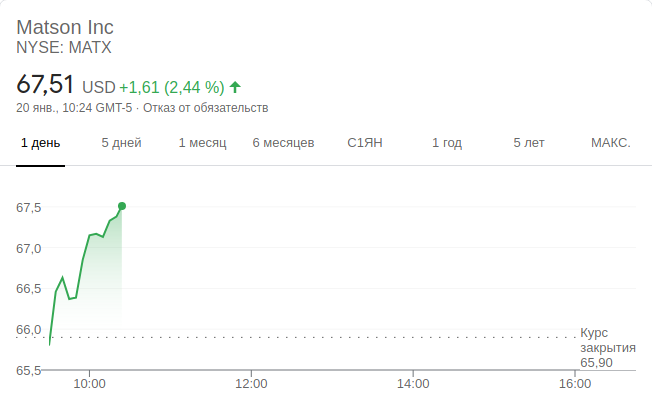 Matson Inc
NYSE: MATX
67,51 USD +1,61 (2,44 %)
20 янв., 10:24 GMT-5 · Отказ от обязательств
1 день 5 дней 1 месяц 6 месяцев С1ЯН 1 год 5 лет МАКС.
67,5
67,0
66,5
66,0
65,5
Курс
закрытия
65,90
10:00 12:00 14:00 16:00